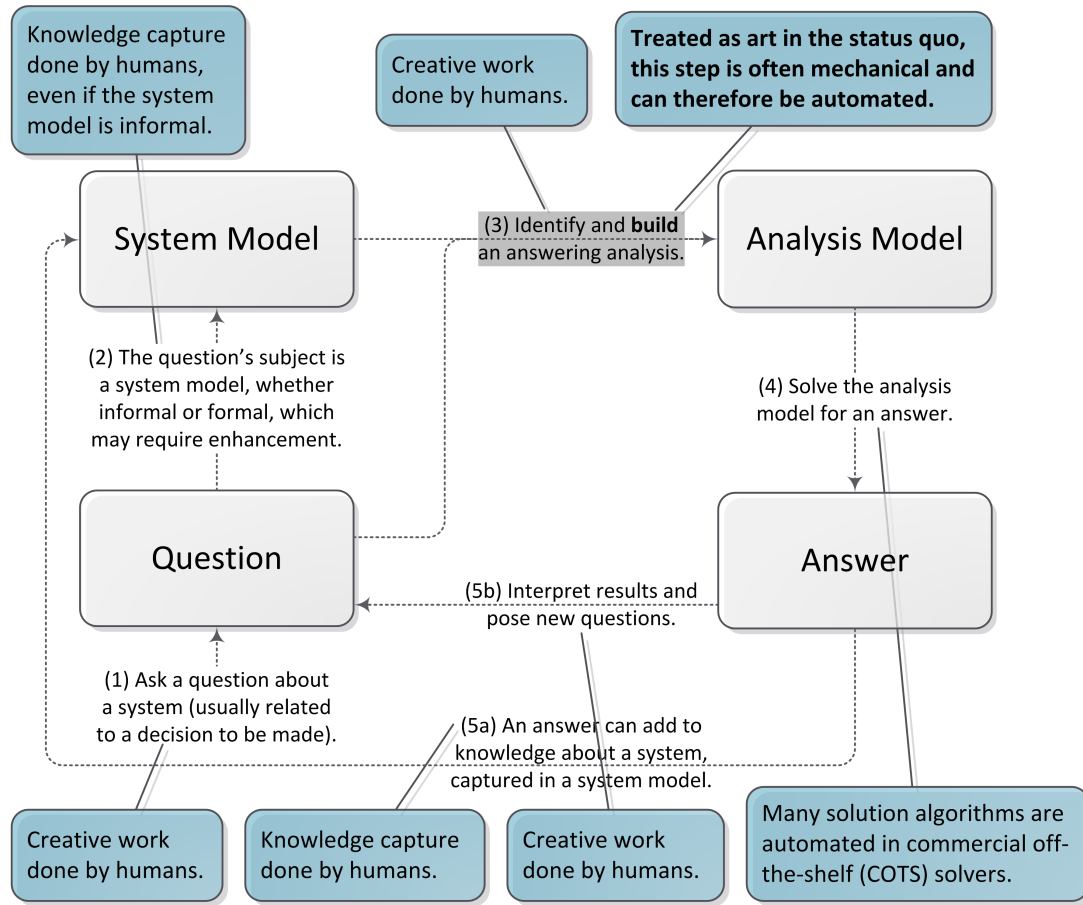 Knowledge capture
done by humans,
even if the system
model is informal.
Creative work
done by humans.
Treated as art in the status quo,
this step is often mechanical and
can therefore be automated.
System Model
(3) Identify and build
an answering analysis.
Analysis Model
(2) The question’s subject is
a system model, whether
informal or formal, which
may require enhancement.
(4) Solve the analysis
model for an answer.
Question
Answer
(5b) Interpret results and
pose new questions.
(1) Ask a question about
a system (usually related
to a decision to be made).
(5a) An answer can add to
knowledge about a system,
captured in a system model.
Creative work
done by humans.
Knowledge capture
done by humans.
Creative work
done by humans.
Many solution algorithms are
automated in commercial off-
the-shelf (COTS) solvers.